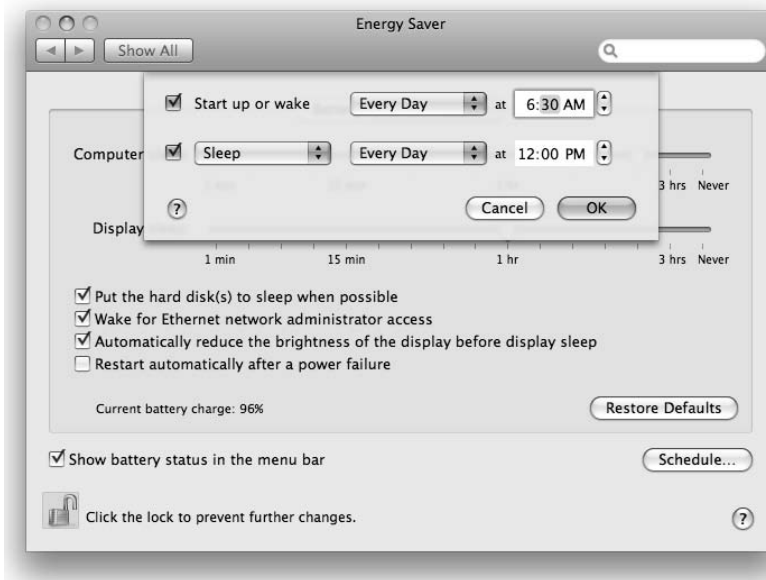 Energy Saver
Show All
Start up or wake Every Day at 6:30 AM
Computer Sleep Every Day at 12:00 PM
3 hrs Never
? Cancel OK
Display
1 min 15 min 1 hr 3 hrs Never
Put the hard disk(s) to sleep when possible
Wake for Ethernet network administrator access
Automatically reduce the brightness of the display before display sleep
Restart automatically after a power failure
Current battery charge: 96% Restore Defaults
Show battery status in the menu bar Schedule...
Click the lock to prevent further changes. ?